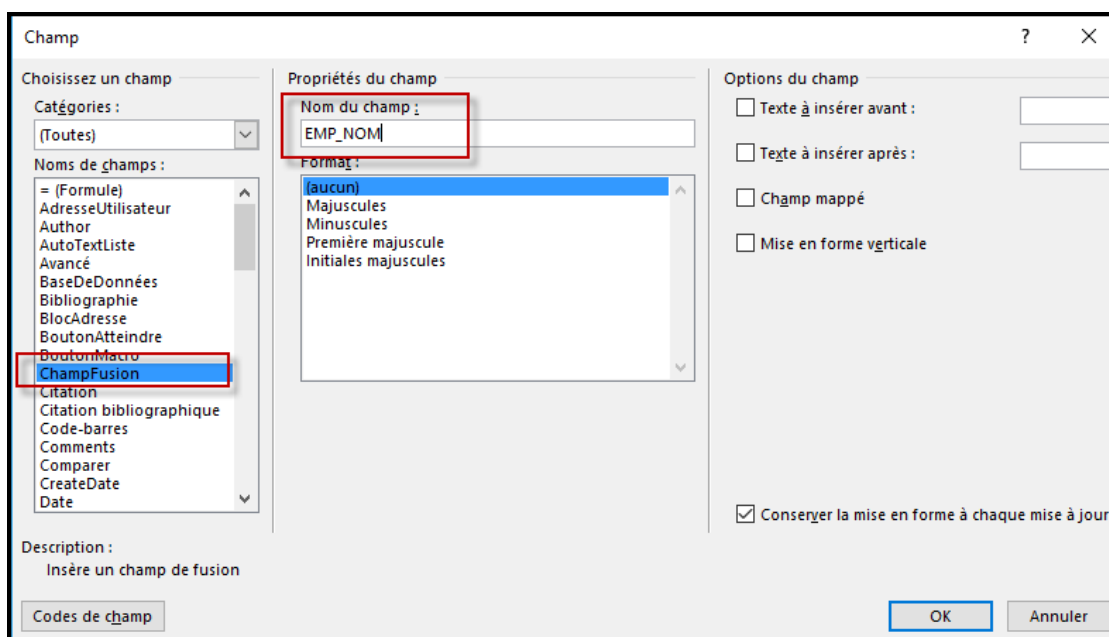 Champ
?
Choisissez un champ
Catégories :
(Toutes)
Noms de champs :
= (Formule)
AdresseUtilisateur
Author
AutoTextListe
Avancé
BaseDeDonnées
Bibliographie
BlocAdresse
BoutonAtteindre
BoutonMacro
ChampFusion
Citation
Citation bibliographique
Code-barres
Comments
Comparer
CreateDate
Date
Propriétés du champ
Nom du champ :
EMP_NOM
Format :
(aucun)
Majuscules
Minuscules
Première majuscule
Initiales majuscules
Options du champ
Texte à insérer avant :
Texte à insérer après :
Champ mappé
Mise en forme verticale
Conserver la mise en forme à chaque mise à jour
Description :
Insère un champ de fusion
Codes de champ
OK
Annuler